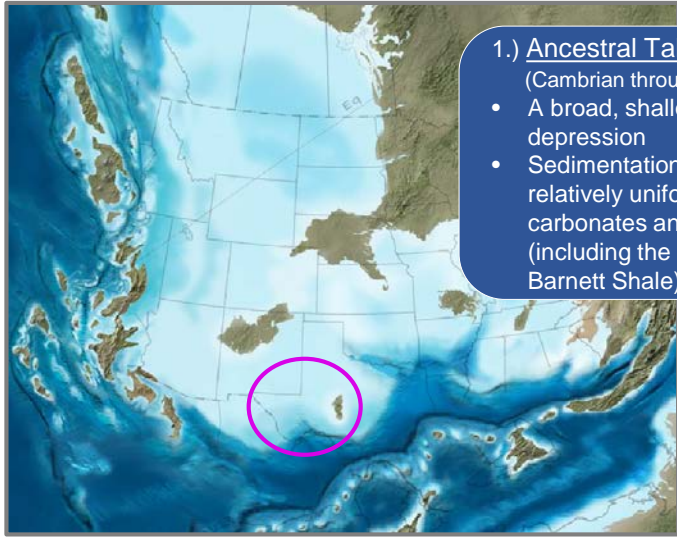 1.) Ancestral Ta
(Cambrian throu
• A broad, shall
depression
• Sedimentation
relatively unifo
carbonates an
(including the
Barnett Shale)
Eq